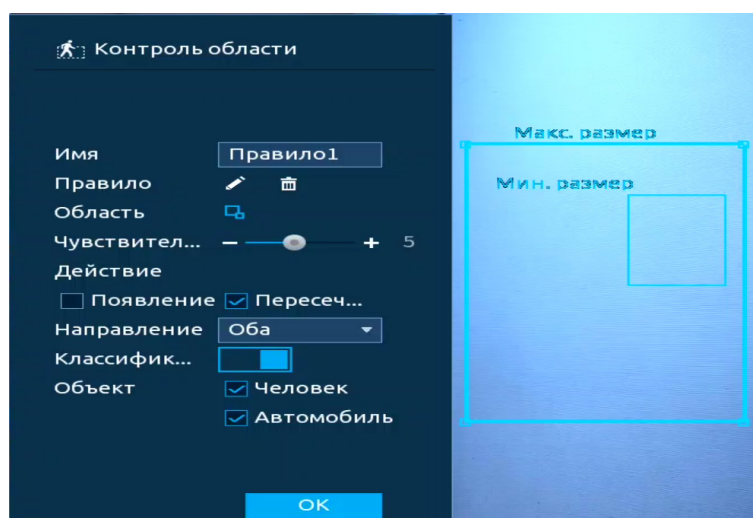 Контроль области
Макс. размер
Имя Правило1
Мин. размер
Правило
Область
Чувствител... 5
Действие
Появление Пересеч...
Направление Оба
Классифик...
Объект Человек
Автомобиль
OK